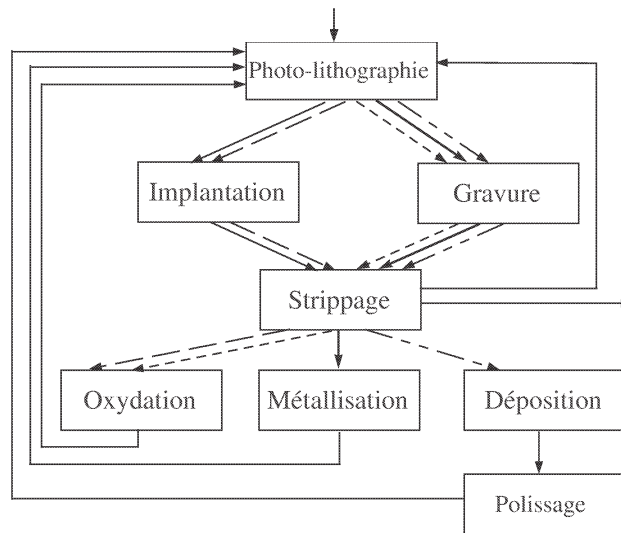 Photo-lithographie
Implantation
Gravure
Strippage
Oxydation
Métallisation
Déposition
Polissage